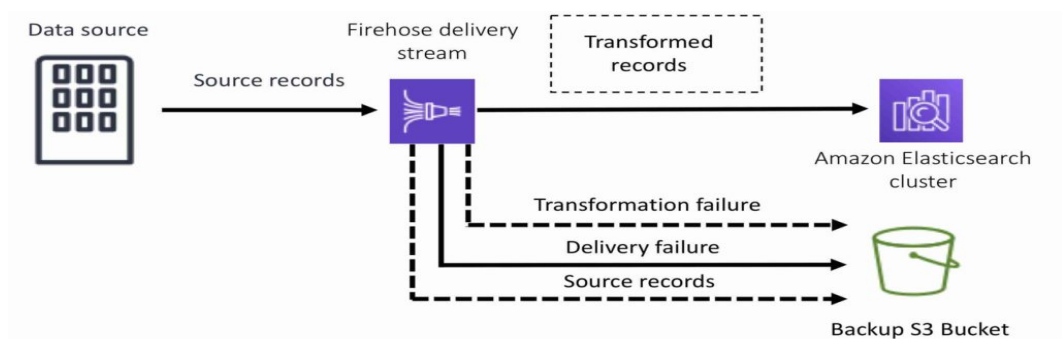 Data source
Firehose delivery
stream
Transformed
records
Source records
Amazon Elasticsearch
cluster
Transformation failure
Delivery failure
Source records
Backup S3 Bucket